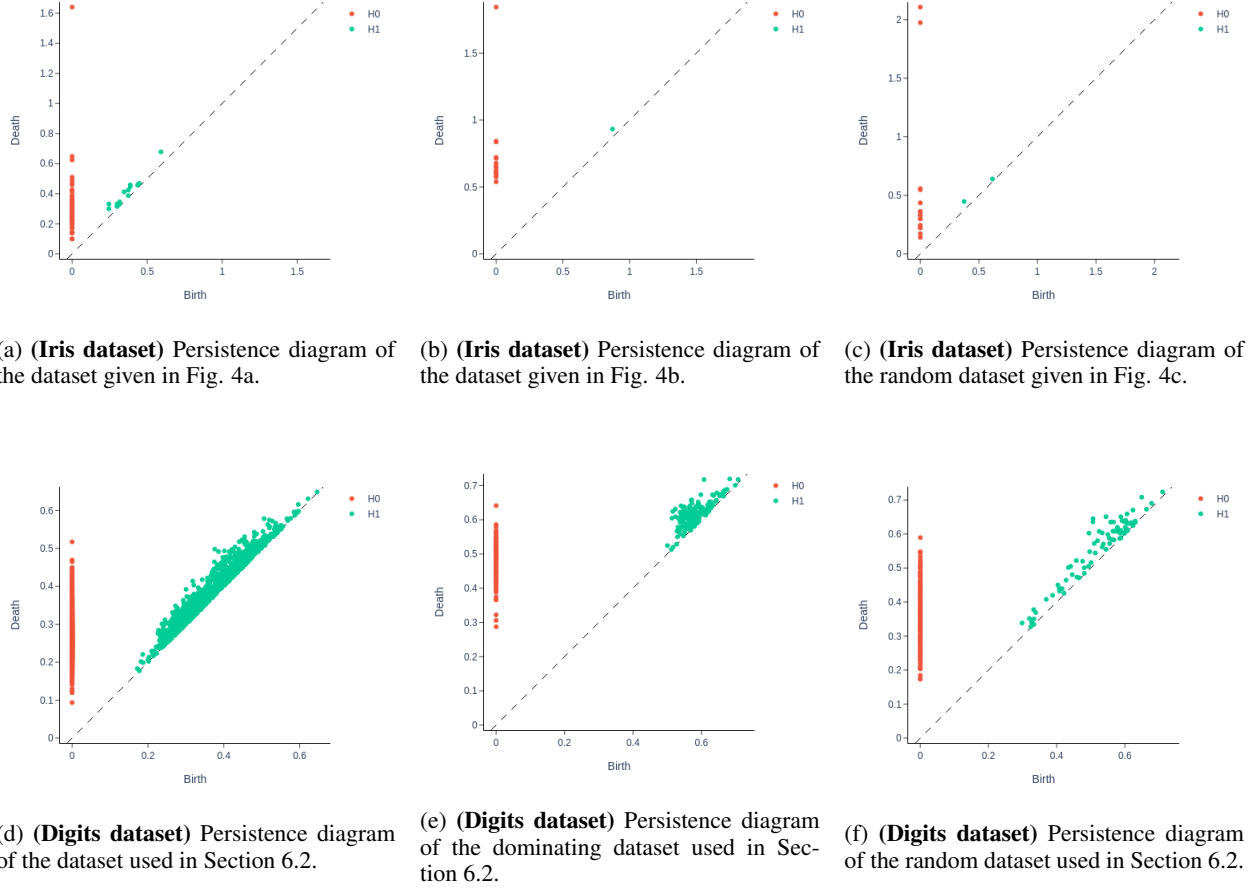 1.6
1.4
1.2
1
0.8
0.6
0.4
0.2
0
Death
0 0.5 1 1.5
Birth
H0
H1
1.5
1
0.5
0
Death
0 0.5 1 1.5
Birth
H0
H1
2
1.5
1
0.5
0
Death
0 0.5 1 1.5 2
Birth
H0
H1
(a) (Iris dataset) Persistence diagram of
the dataset given in Fig. 4a.
(b) (Iris dataset) Persistence diagram of
the dataset given in Fig. 4b.
(c) (Iris dataset) Persistence diagram of
the random dataset given in Fig. 4c.
0.6
0.5
0.4
0.3
0.2
0.1
0
Death
0 0.2 0.4 0.6
Birth
H0
H1
0.7
0.6
0.5
0.4
0.3
0.2
0.1
0
Death
0 0.2 0.4 0.6
Birth
H0
H1
0.7
0.6
0.5
0.4
0.3
0.2
0.1
0
Death
0 0.2 0.4 0.6
Birth
H0
H1
(d) (Digits dataset) Persistence diagram
of the dataset used in Section 6.2.
(e) (Digits dataset) Persistence diagram
of the dominating dataset used in Sec-
tion 6.2.
(f) (Digits dataset) Persistence diagram
of the random dataset used in Section 6.2.